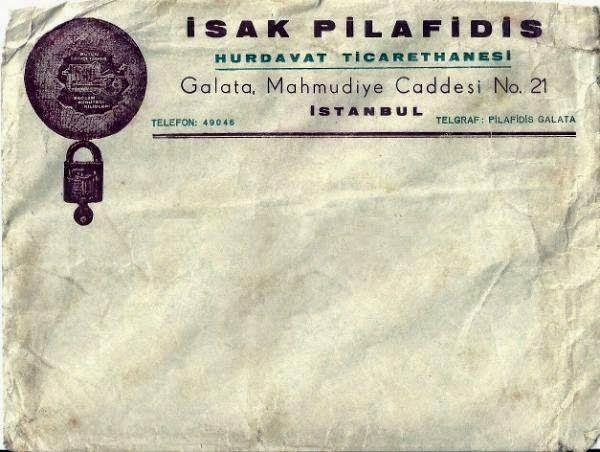 İSAK PİLAFİDİS
HURDAVAT TİCARETHANESİ
Galata, Mahmudiye Caddesi No. 21
İSTANBUL
TELEFON: 49046
TELGRAF: PİLAFİDİS GALATA
BÜTÜN